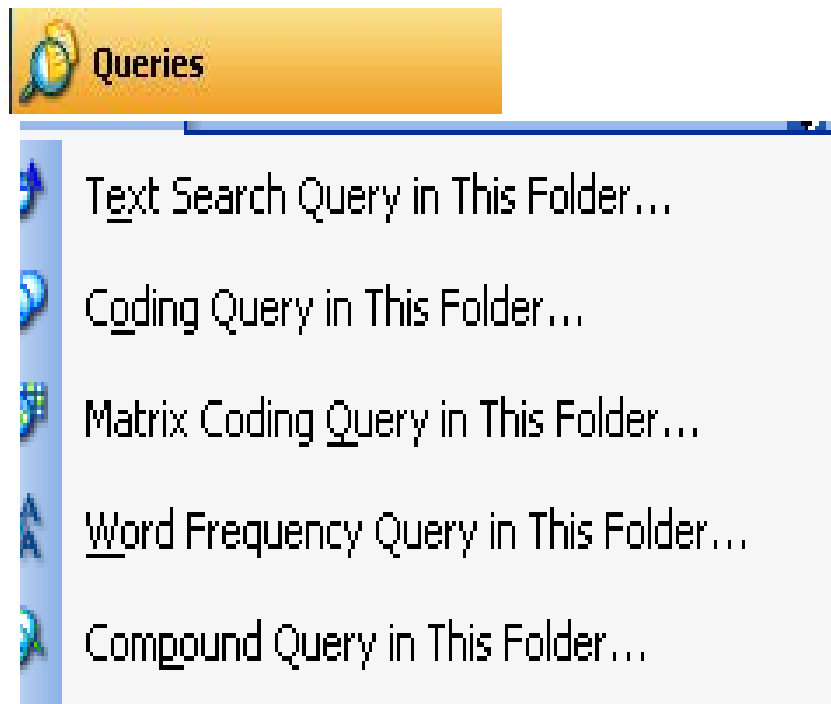 Queries
Text Search Query in This Folder...
Coding Query in This Folder...
Matrix Coding Query in This Folder...
Word Frequency Query in This Folder...
Compound Query in This Folder...